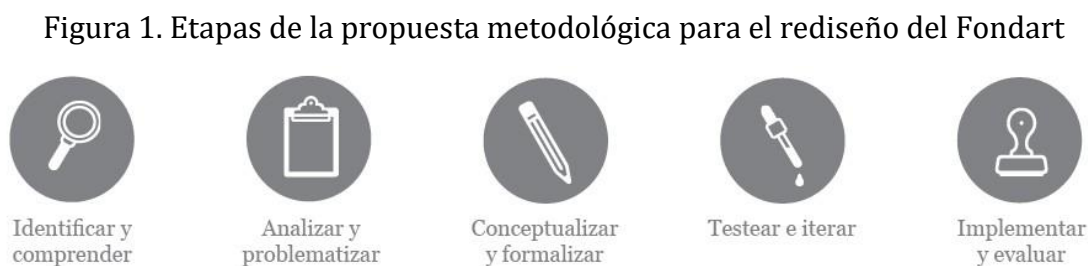 Figura 1. Etapas de la propuesta metodológica para el rediseño del Fondart
Identificar y
comprender
Analizar y
problematizar
Conceptualizar
y formalizar
Testear e iterar
Implementar
y evaluar